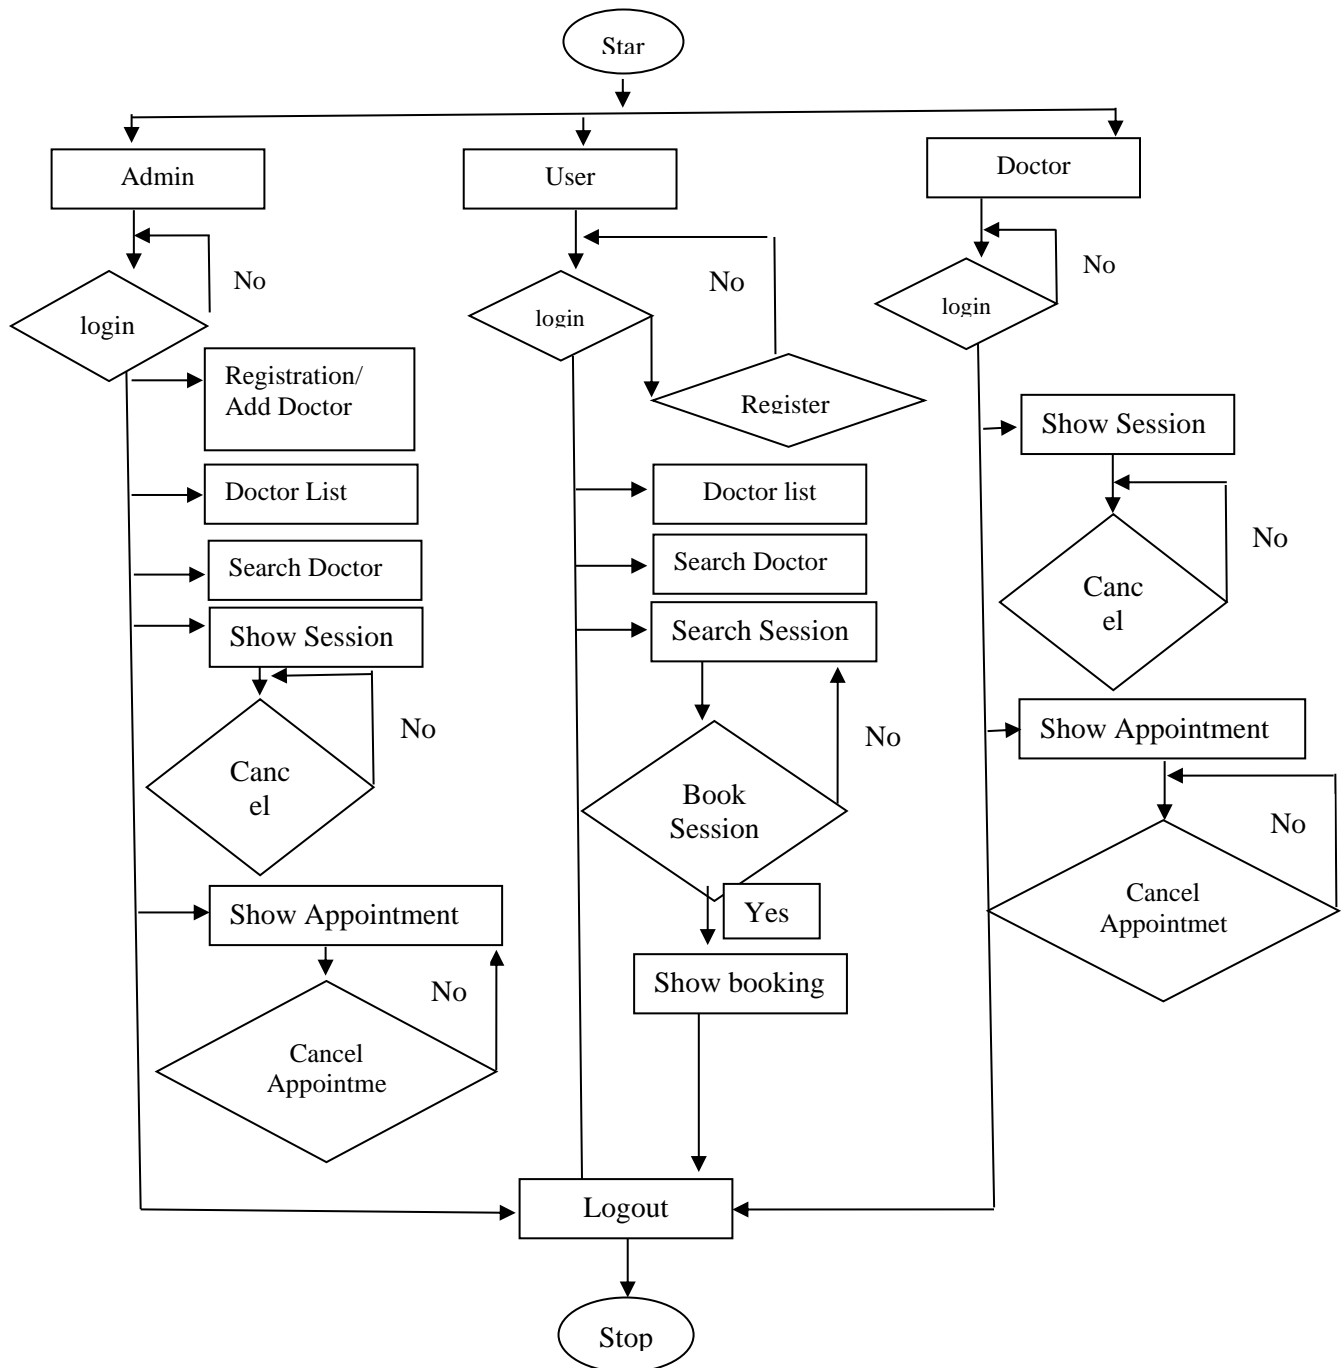 Star
Admin
User
Doctor
No
No
No
login
login
login
Registration/
Add Doctor
Register
Show Session
Doctor List
Doctor list
No
Search Doctor
Search Doctor
Canc
el
Show Session
Search Session
No
No
Show Appointment
Canc
el
Book
Session
No
Cancel
Appointmet
Show Appointment
Yes
No
Show booking
Cancel
Appointme
Logout
Stop